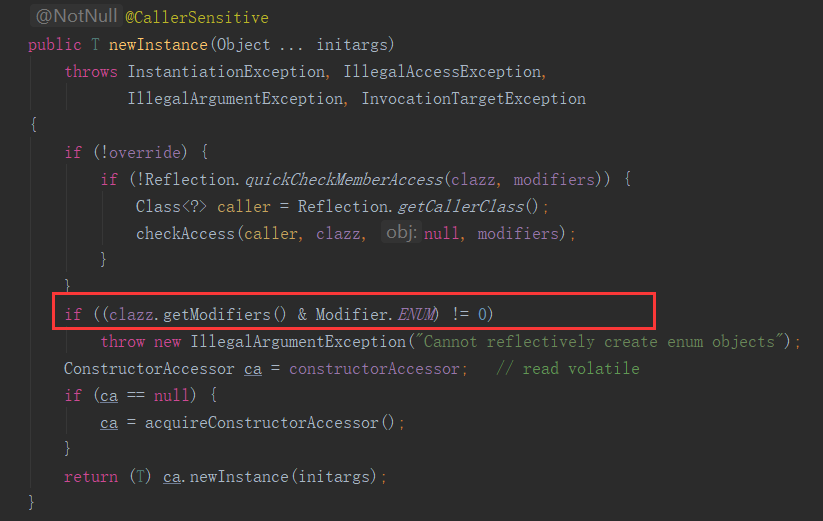 @NotNull @CallerSensitive
public T newInstance(Object ... initargs)
    throws InstantiationException, IllegalAccessException,
           IllegalArgumentException, InvocationTargetException
{
    if (!override) {
        if (!Reflection.quickCheckMemberAccess(clazz, modifiers)) {
            Class<?> caller = Reflection.getCallerClass();
            checkAccess(caller, clazz, obj: null, modifiers);
        }
    }
    if ((clazz.getModifiers() & Modifier.ENUM) != 0)
        throw new IllegalArgumentException("Cannot reflectively create enum objects");
    ConstructorAccessor ca = constructorAccessor;   // read volatile
    if (ca == null) {
        ca = acquireConstructorAccessor();
    }
    return (T) ca.newInstance(initargs);
}